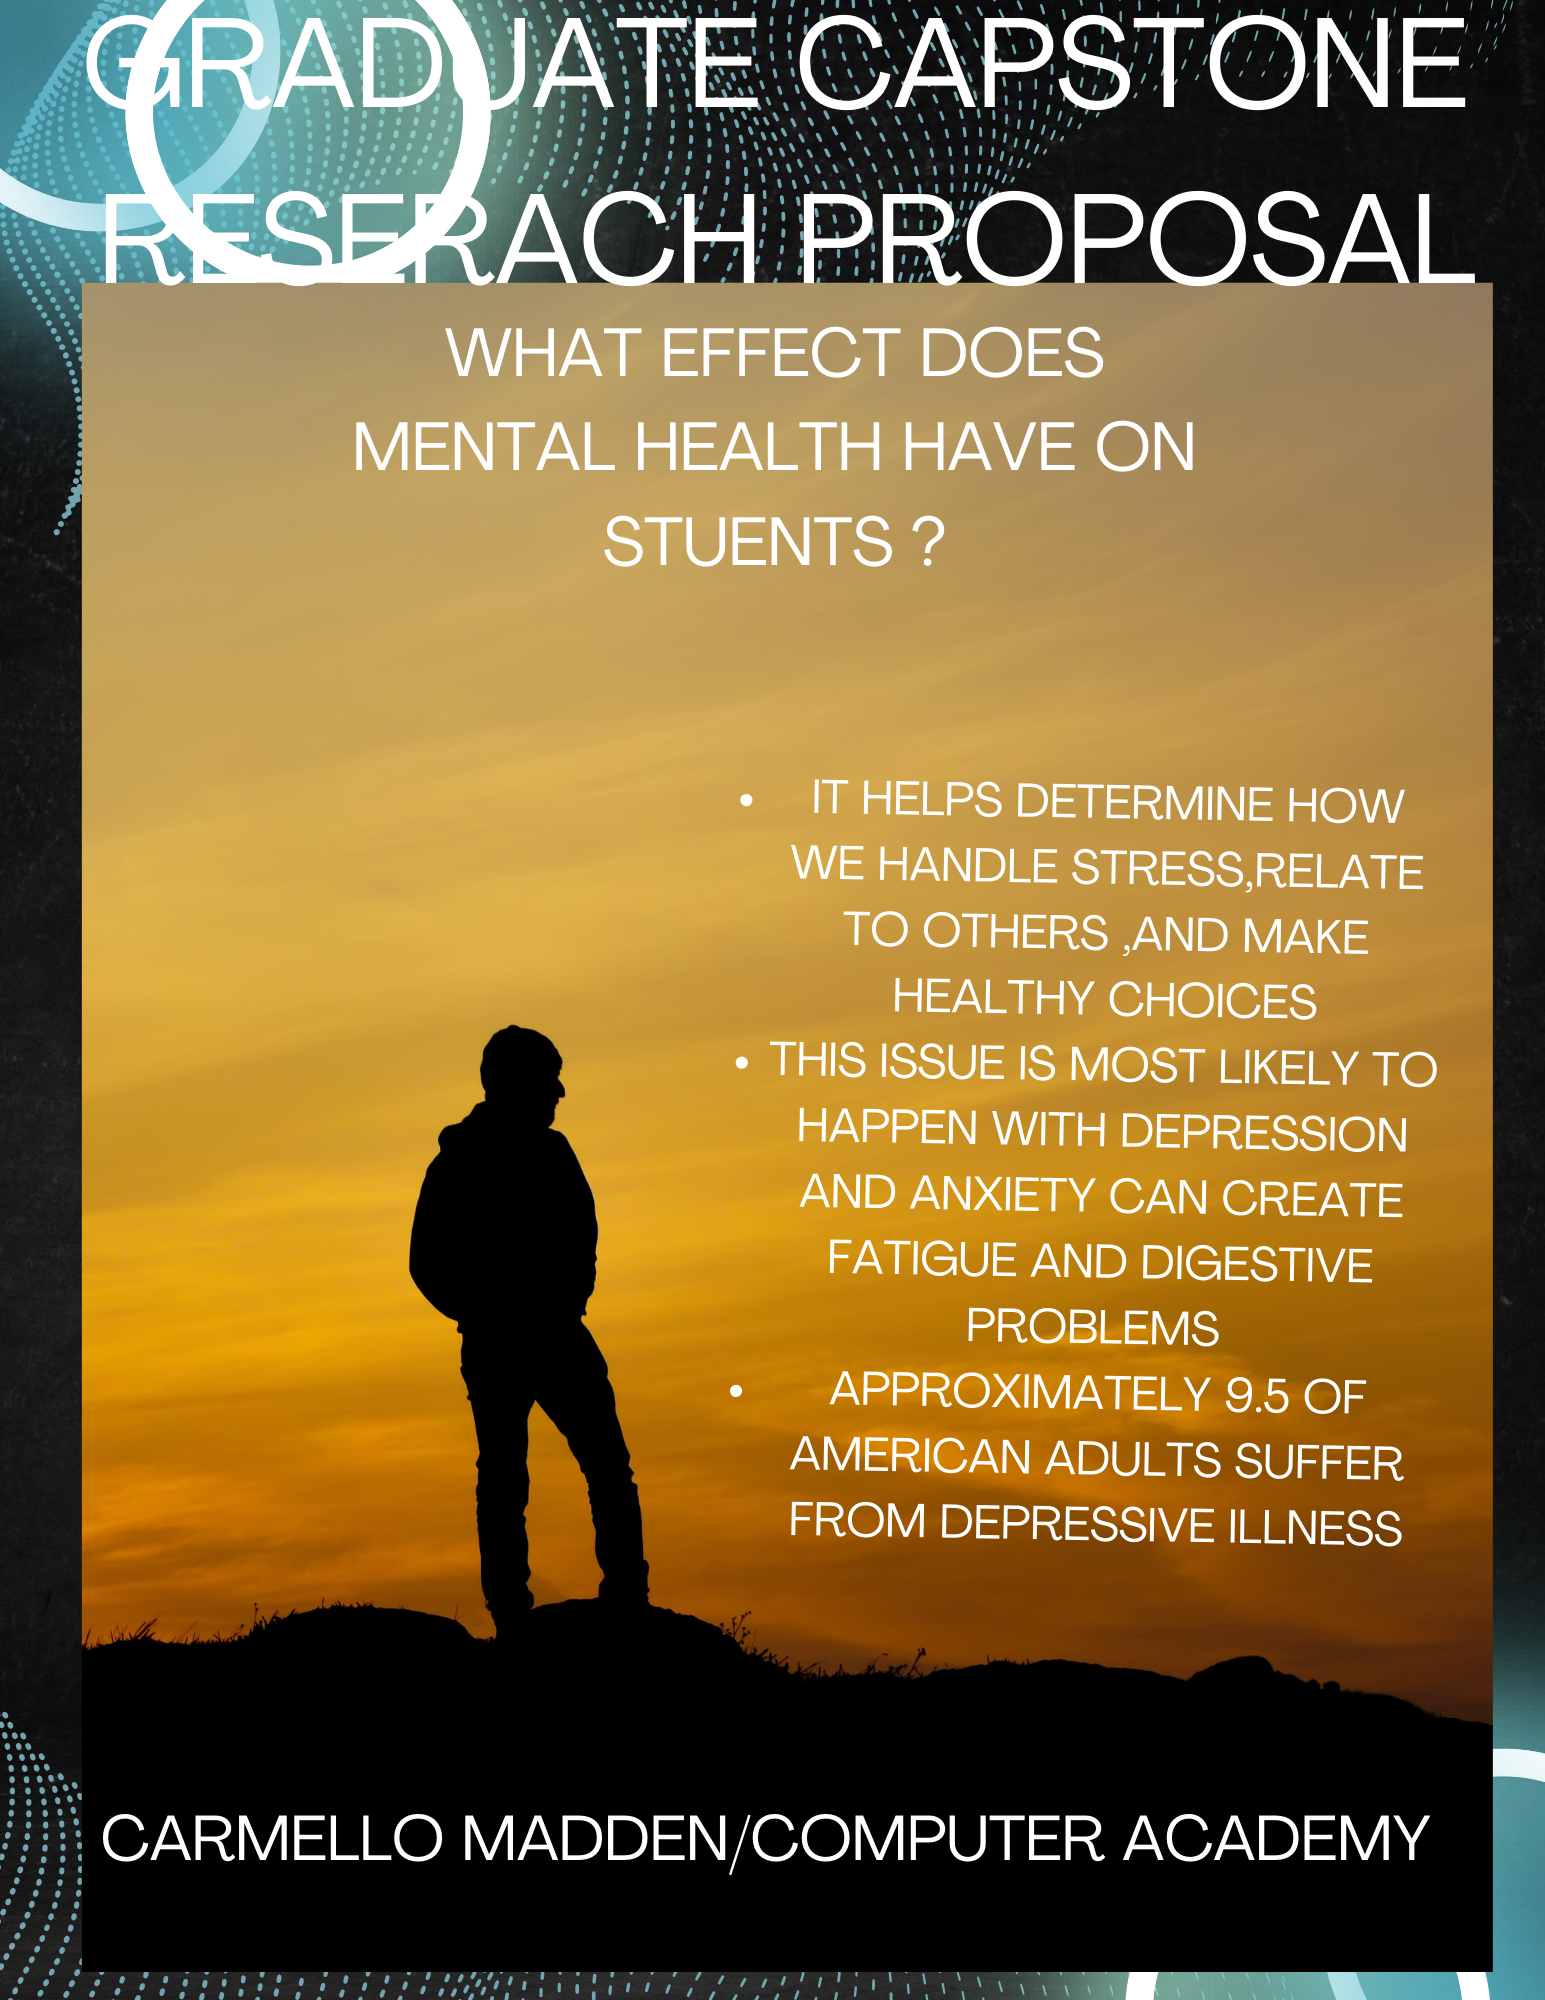 GRADUATE CAPSTONE
RESERACH PROPOSAL
WHAT EFFECT DOES
MENTAL HEALTH HAVE ON
STUENTS ?
• IT HELPS DETERMINE HOW
WE HANDLE STRESS,RELATE
TO OTHERS ,AND MAKE
HEALTHY CHOICES
• THIS ISSUE IS MOST LIKELY TO
HAPPEN WITH DEPRESSION
AND ANXIETY CAN CREATE
FATIGUE AND DIGESTIVE
PROBLEMS
• APPROXIMATELY 9.5 OF
AMERICAN ADULTS SUFFER
FROM DEPRESSIVE ILLNESS
CARMELLO MADDEN/COMPUTER ACADEMY